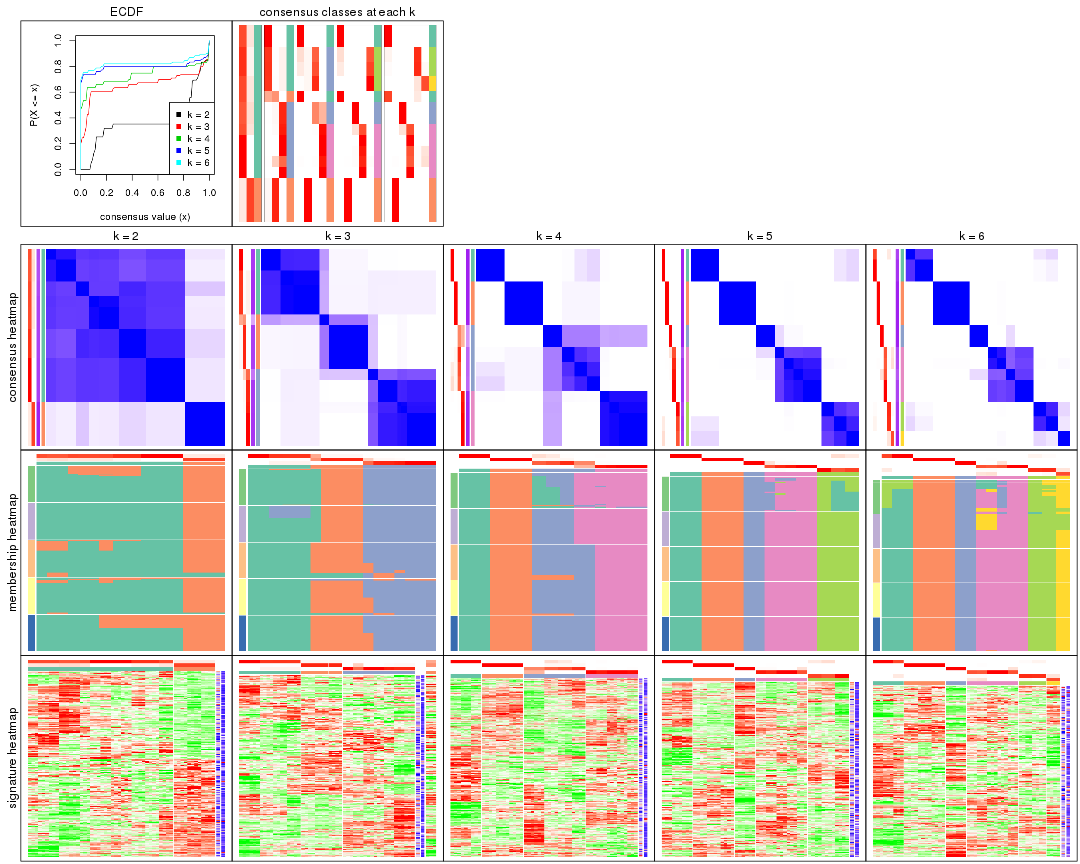 ECDF
consensus classes at each k
P(X <= x)
0.0 0.2 0.4 0.6 0.8 1.0
k = 2
k = 3
k = 4
k = 5
k = 6
0.0 0.2 0.4 0.6 0.8 1.0
consensus value (x)
k = 2 k = 3 k = 4 k = 5 k = 6
consensus heatmap
membership heatmap
signature heatmap